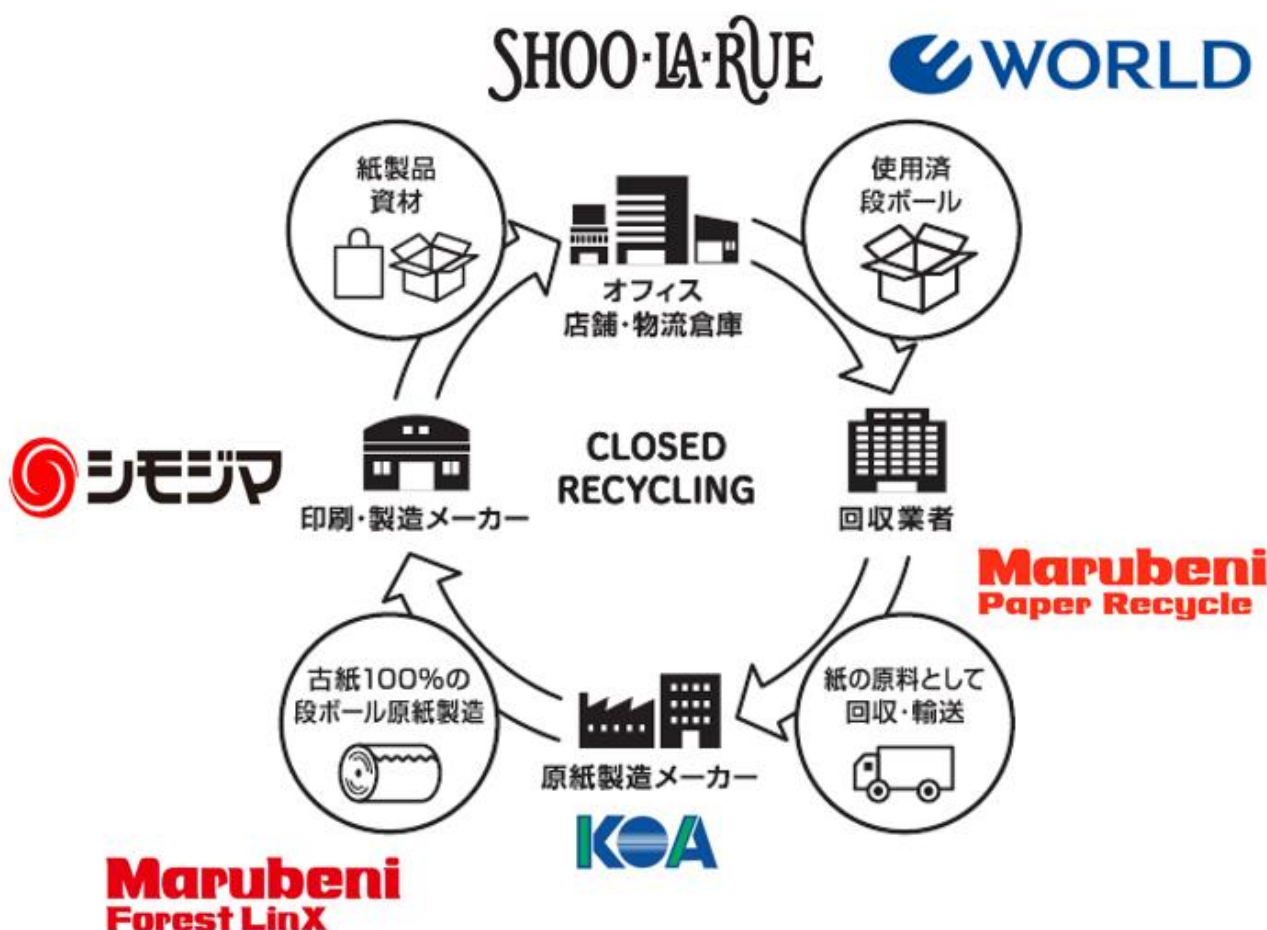 SHOO・LA・RUE
WORLD
紙製品
資材
使用済
段ボール
オフィス
店舗・物流倉庫
シモジマ
印刷・製造メーカー
CLOSED
RECYCLING
回収業者
Marubeni
Paper Recycle
古紙100%の
段ボール原紙製造
紙の原料として
回収・輸送
原紙製造メーカー
KOA
Marubeni
Forest LinX